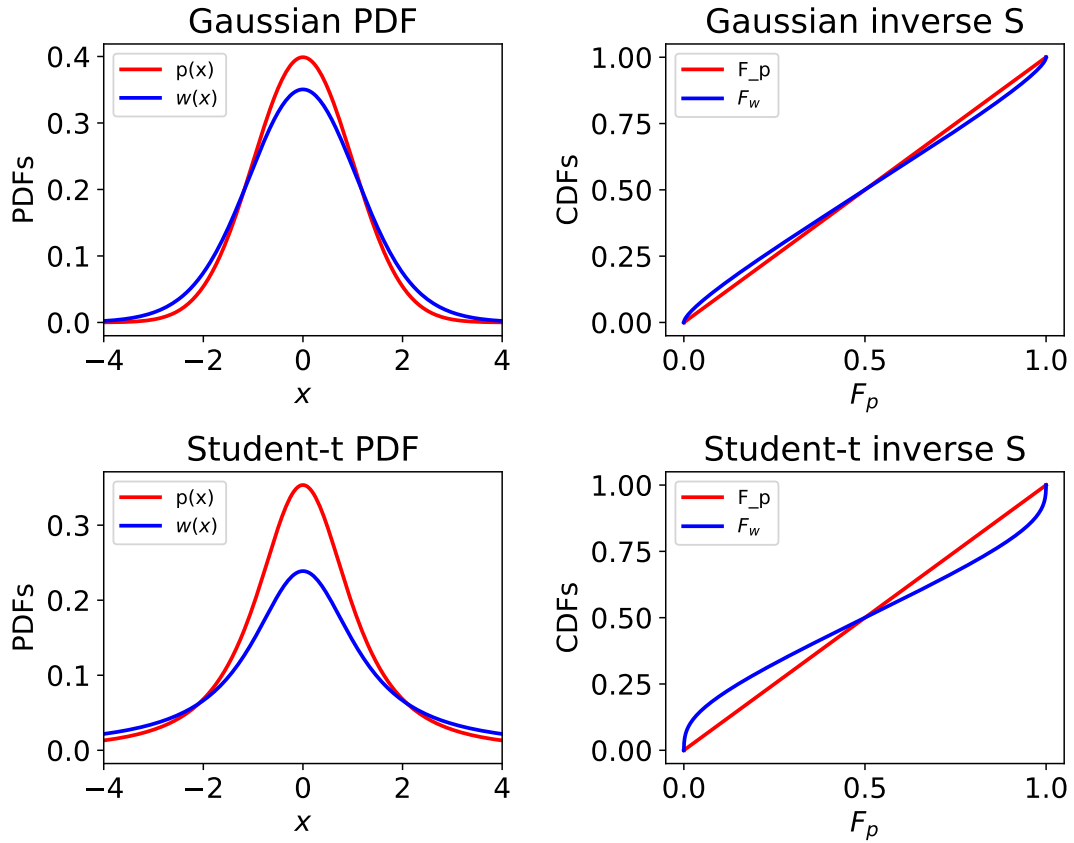 Gaussian PDF
p(x)
w(x)
PDFs
0.4
0.3
0.2
0.1
0.0
−4
−2
0
2
4
x
Gaussian inverse S
F_p
F_w
CDFs
1.00
0.75
0.50
0.25
0.00
0.0
0.5
1.0
F_p
Student-t PDF
p(x)
w(x)
PDFs
0.3
0.2
0.1
0.0
−4
−2
0
2
4
x
Student-t inverse S
F_p
F_w
CDFs
1.00
0.75
0.50
0.25
0.00
0.0
0.5
1.0
F_p